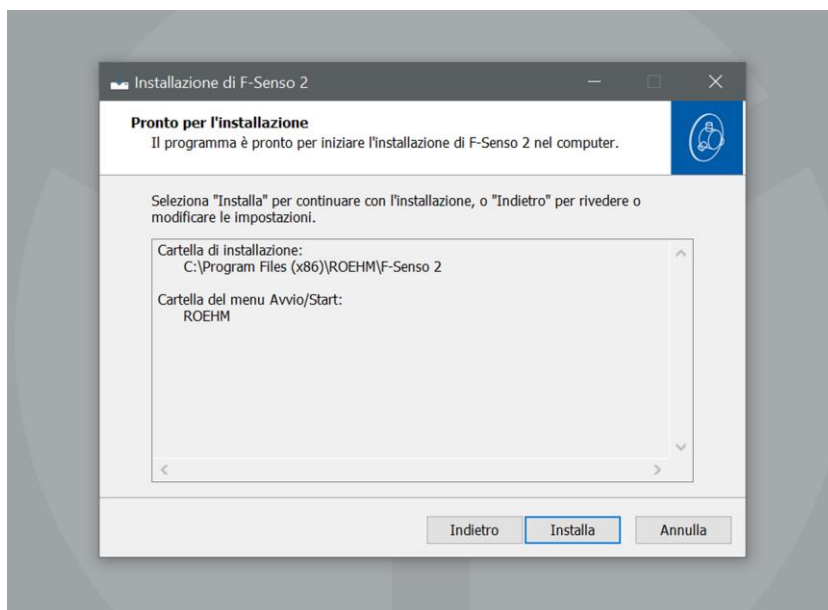 Installazione di F-Senso 2
Pronto per l'installazione
Il programma è pronto per iniziare l'installazione di F-Senso 2 nel computer.
Seleziona "Installa" per continuare con l'installazione, o "Indietro" per rivedere o
modificare le impostazioni.
Cartella di installazione:
C:\Program Files (x86)\ROEHM\F-Senso 2
Cartella del menu Avvio/Start:
ROEHM
Indietro
Installa
Annulla